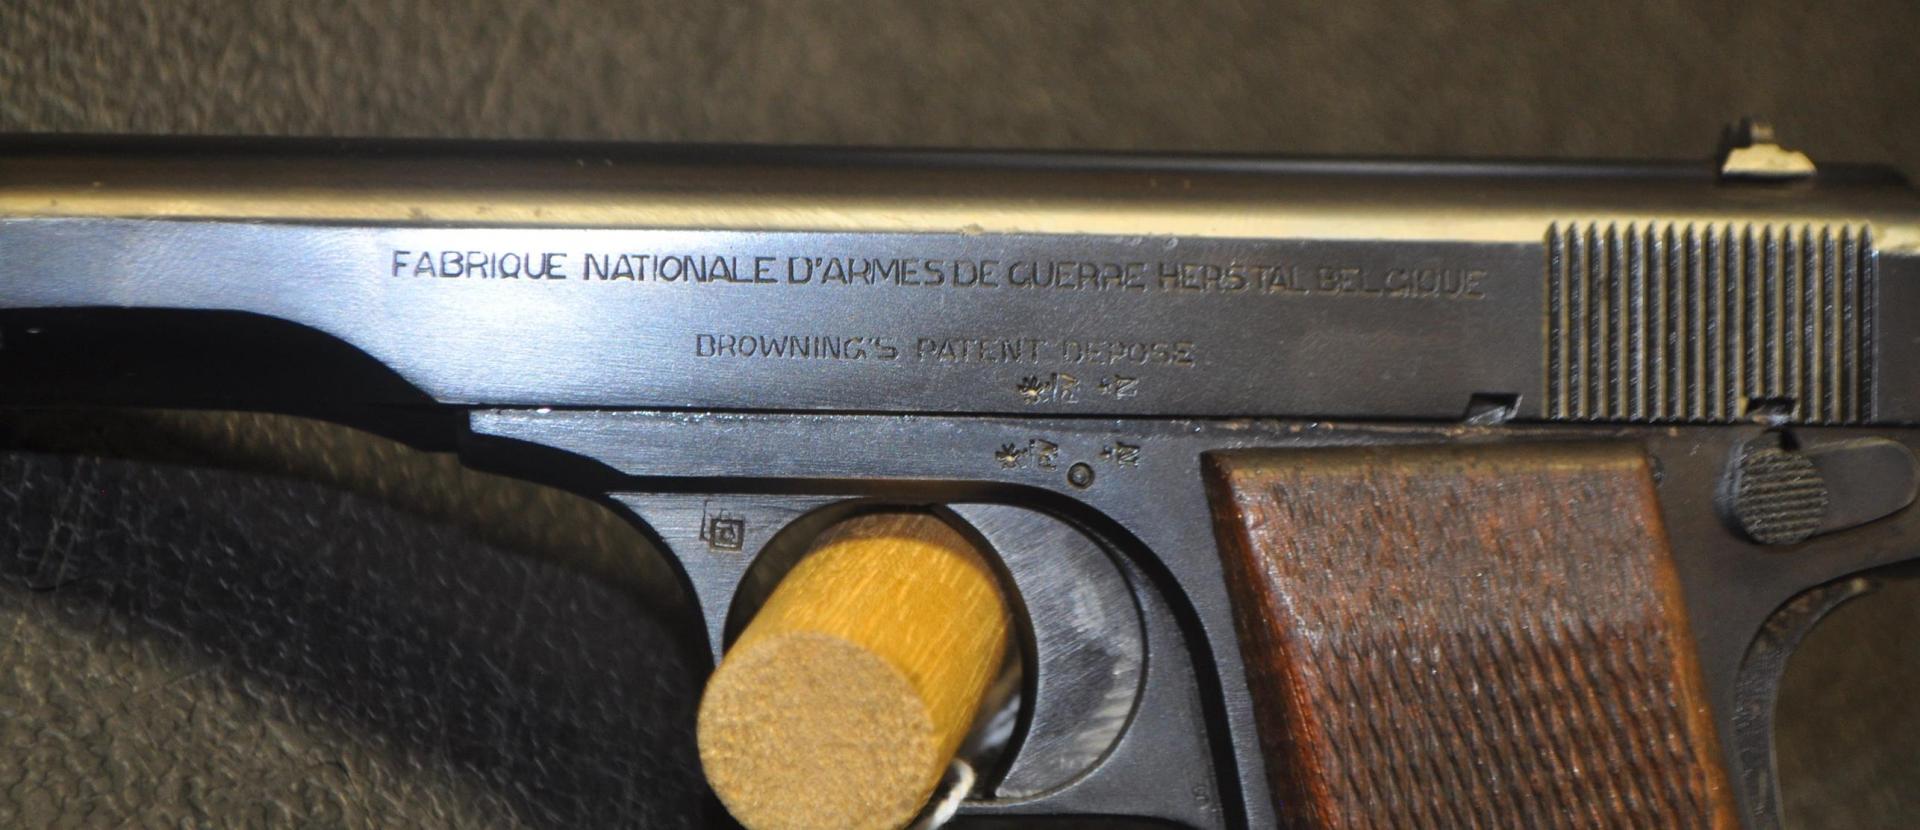 FABRIQUE NATIONALE D'ARMES DE GUERRE HERSTAL BELGIQUE
BROWNING'S PATENT DEPOSE